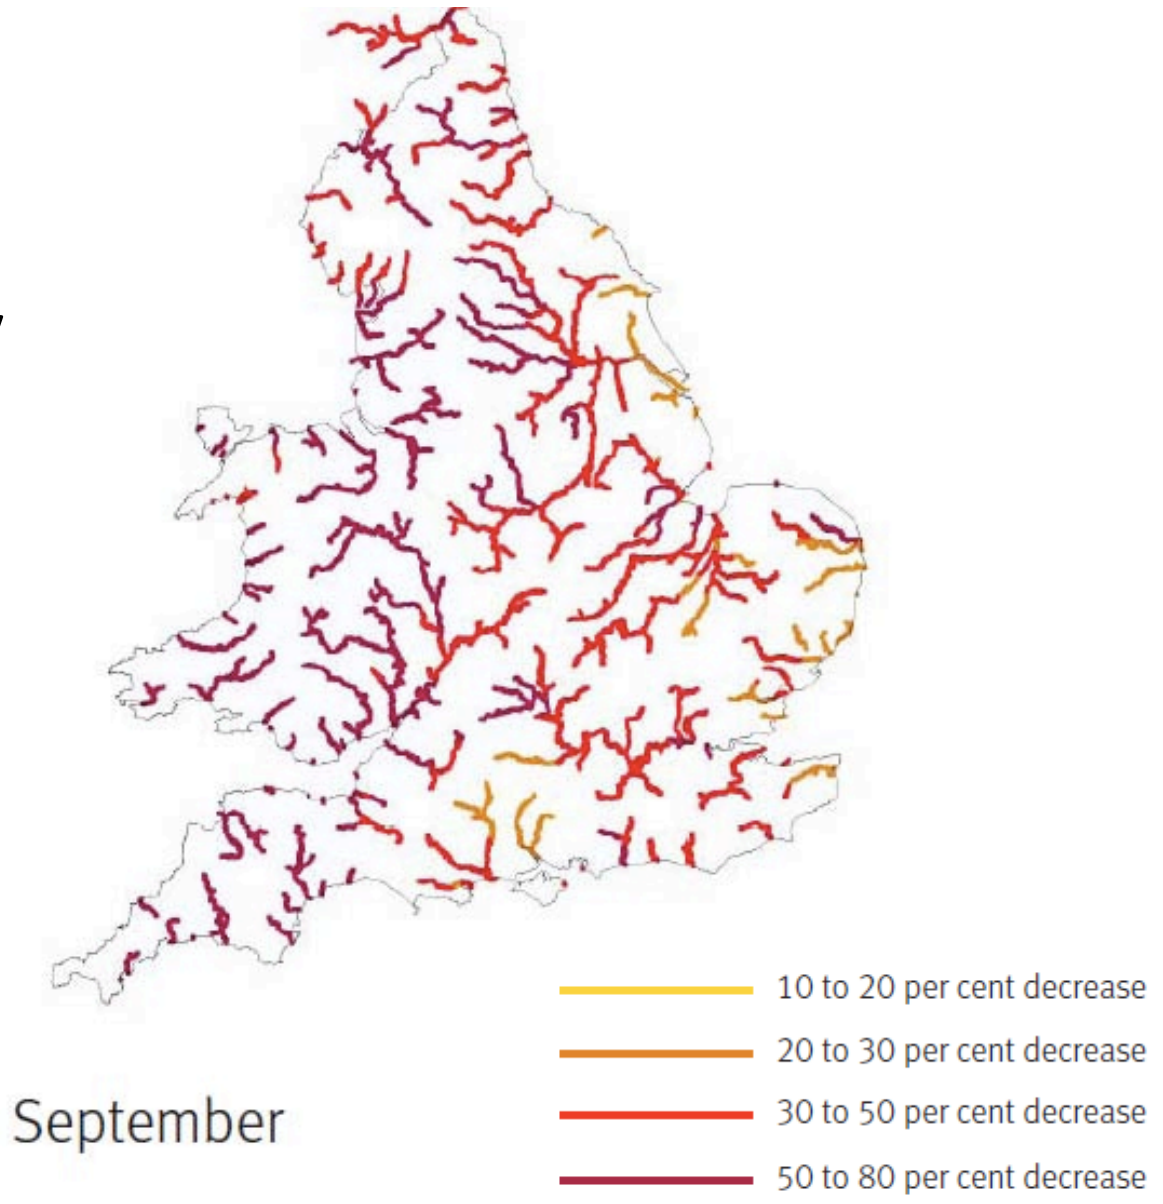 10 to 20 per cent decrease
20 to 30 per cent decrease
30 to 50 per cent decrease
50 to 80 per cent decrease
September